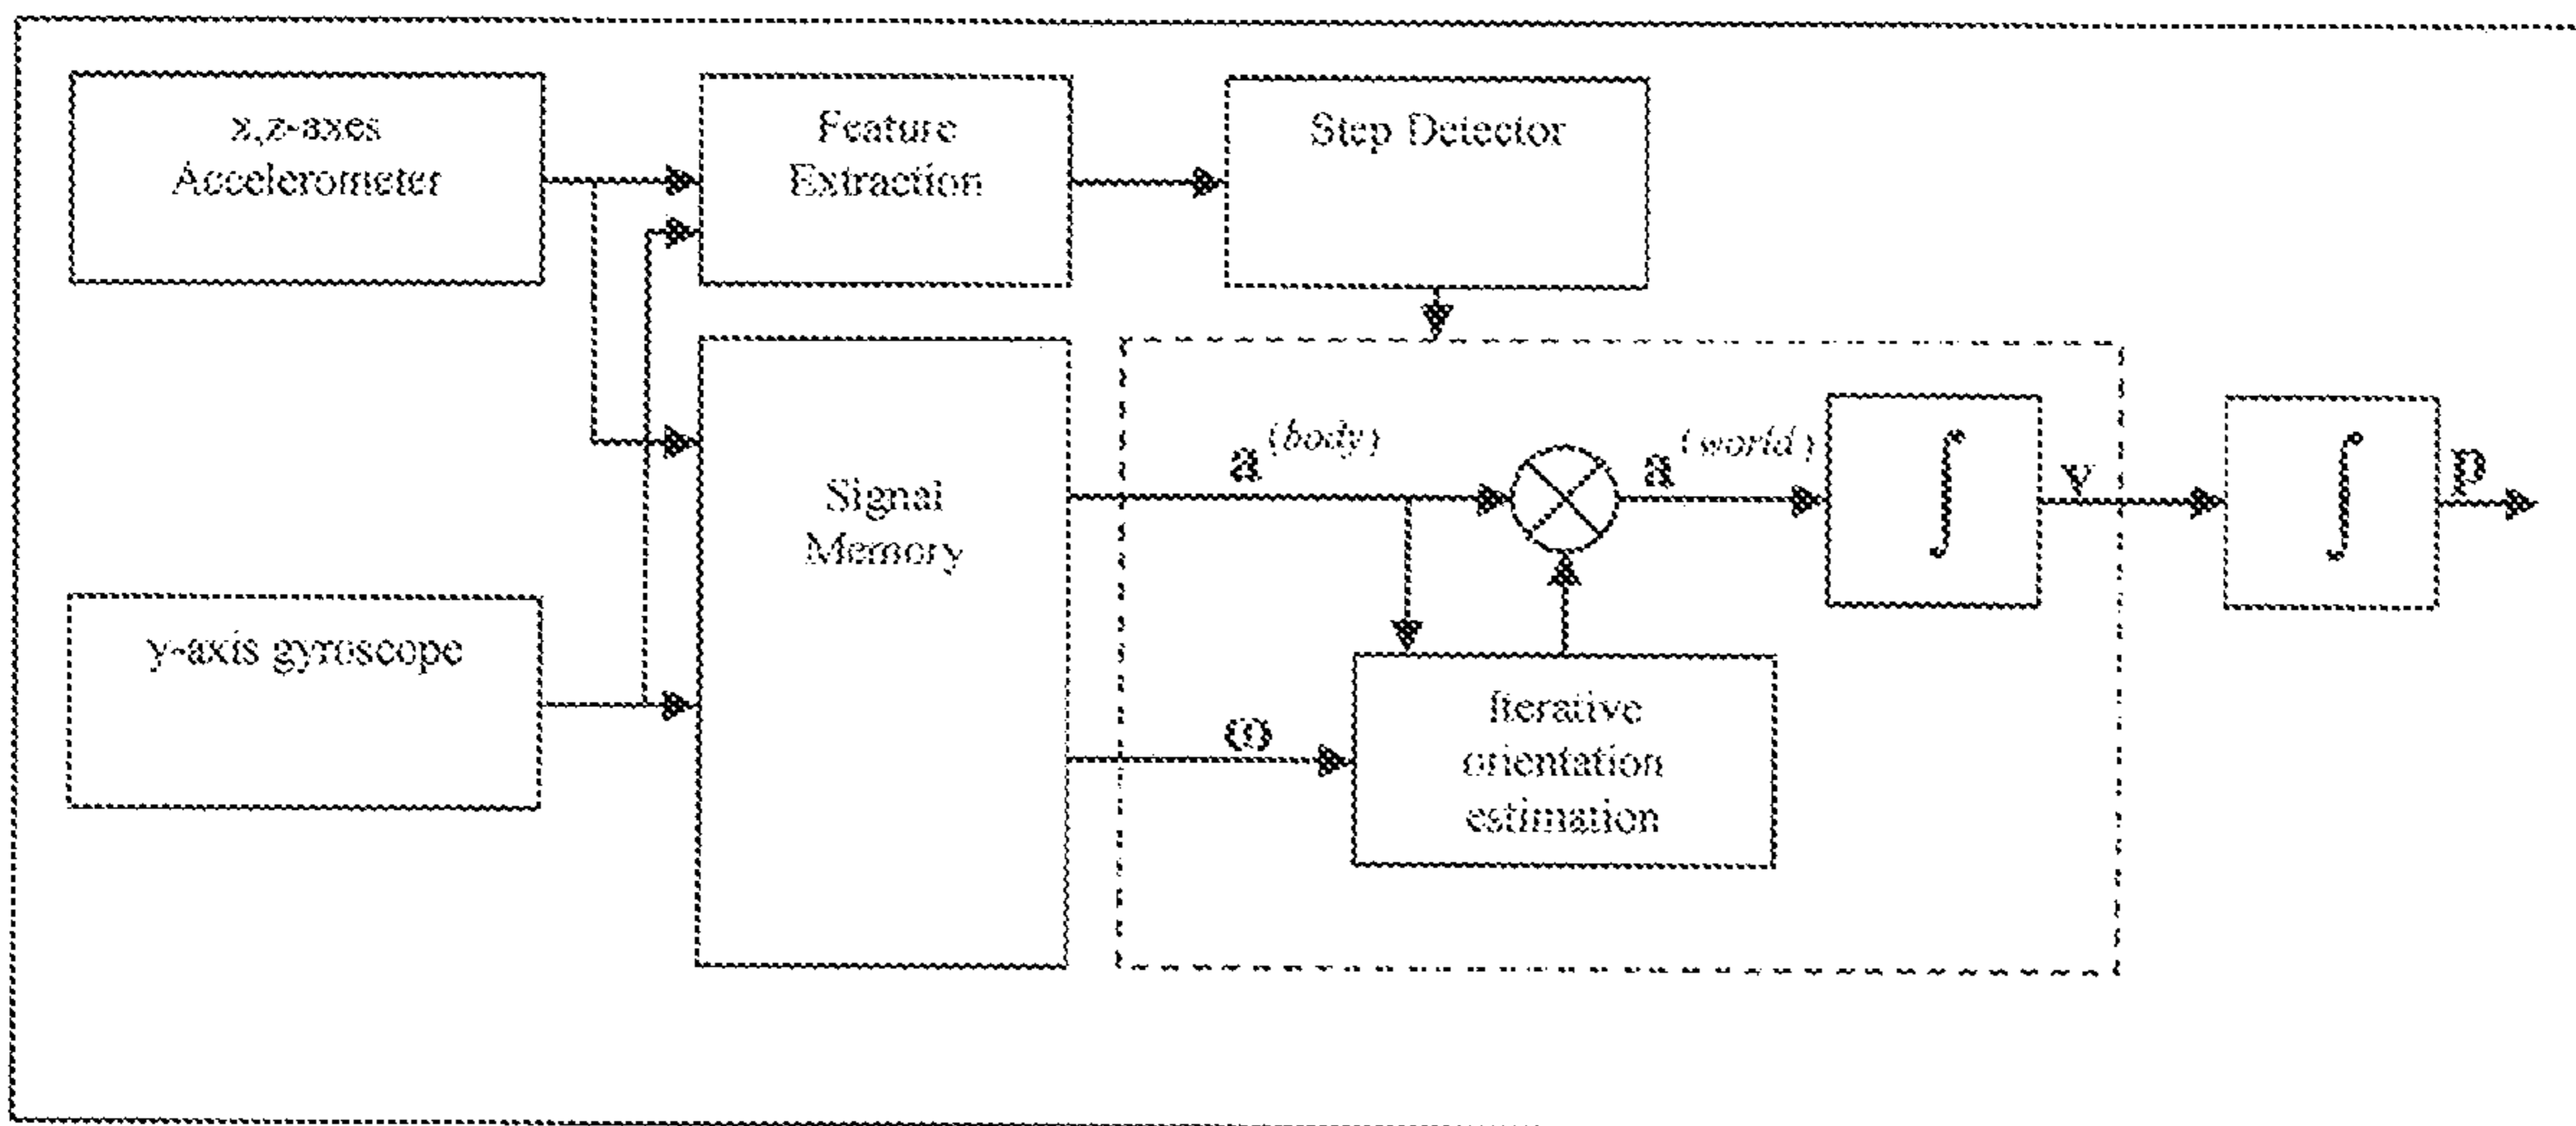 x,z-axes
Accelerometer
Feature
Extraction
Step Detector
Signal
Memory
a (body)
a (world)
∫
v
∫
p
y-axis gyroscope
ω
Iterative
orientation
estimation